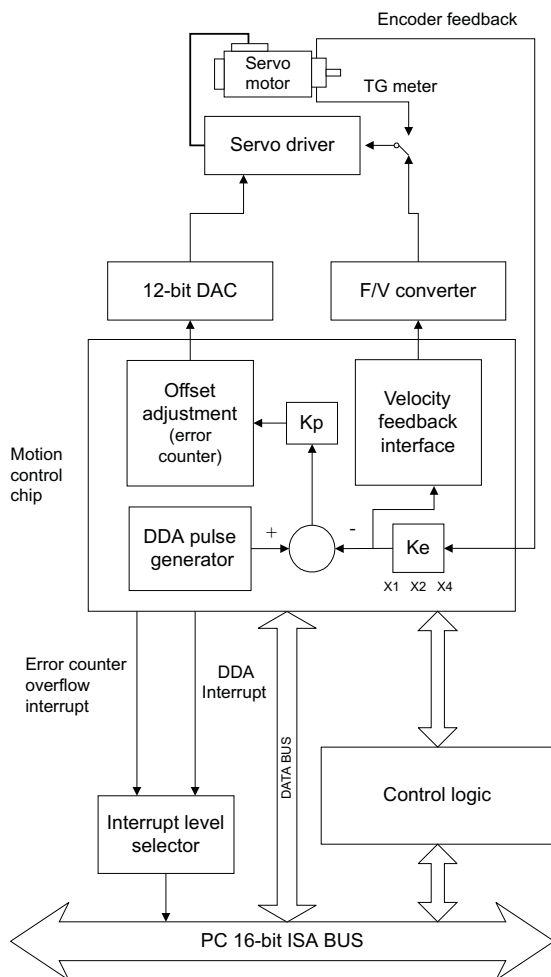 Encoder feedback
Servo
motor
TG meter
Servo driver
12-bit DAC
F/V converter
Offset
adjustment
(error
counter)
Kp
Velocity
feedback
interface
Motion
control
chip
DDA pulse
generator
+
-
Ke
X1 X2 X4
Error counter
overflow
interrupt
DDA
Interrupt
DATA BUS
Control logic
Interrupt level
selector
PC 16-bit ISA BUS